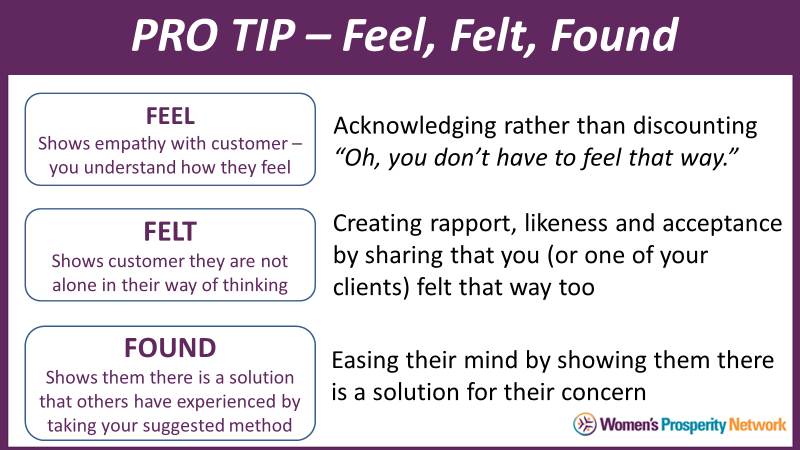 PRO TIP – Feel, Felt, Found
FEEL
Shows empathy with customer –
you understand how they feel
Acknowledging rather than discounting
“Oh, you don’t have to feel that way.”
FELT
Shows customer they are not
alone in their way of thinking
Creating rapport, likeness and acceptance
by sharing that you (or one of your
clients) felt that way too
FOUND
Shows them there is a solution
that others have experienced by
taking your suggested method
Easing their mind by showing them there
is a solution for their concern
Women's Prosperity Network